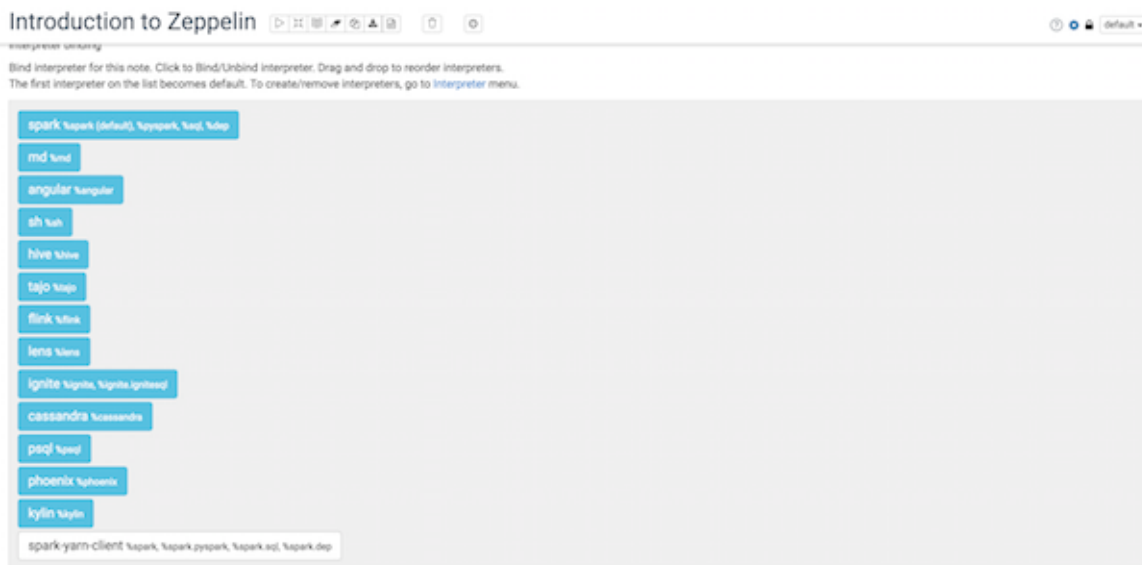 Introduction to Zeppelin
default
Interpreter binding
Bind interpreter for this note. Click to Bind/Unbind interpreter. Drag and drop to reorder interpreters.
The first interpreter on the list becomes default. To create/remove interpreters, go to Interpreter menu.
spark %spark (default), %pyspark, %sql, %dep
md %md
angular %angular
sh %sh
hive %hive
tajo %tajo
flink %flink
lens %lens
ignite %ignite, %ignite.ignitesql
cassandra %cassandra
psql %psql
phoenix %phoenix
kylin %kylin
spark-yarn-client %spark, %spark.pyspark, %spark.sql, %spark.dep